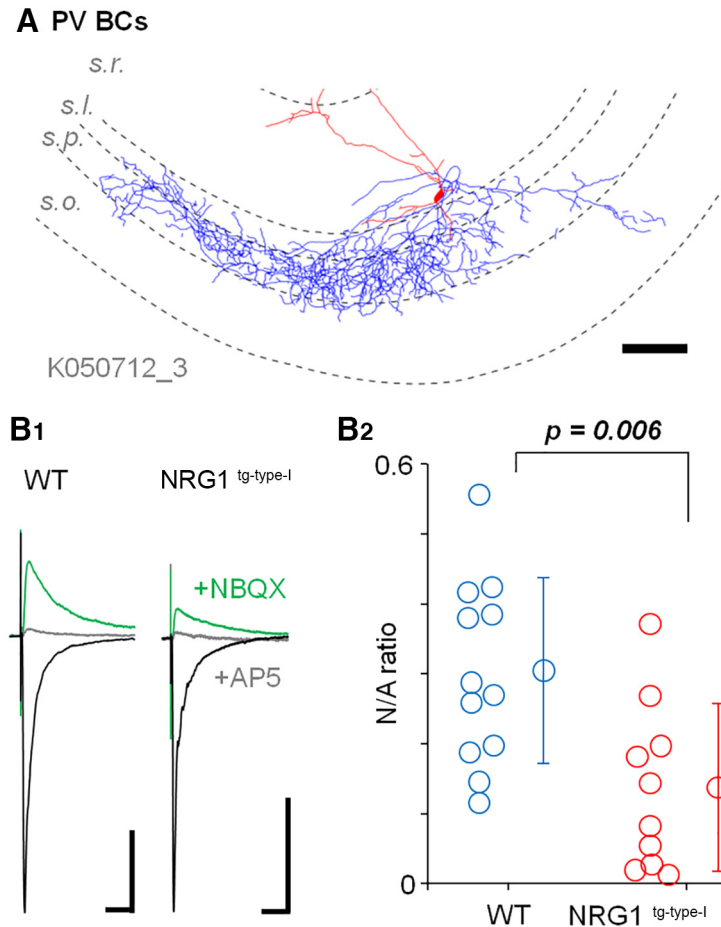 A PV BCs
s.r.
s.l.
s.p.
s.o.
K050712_3
B1
WT
NRG1 tg-type-I
+NBQX
+AP5
B2
p = 0.006
0.6
N/A ratio
0
WT
NRG1 tg-type-I